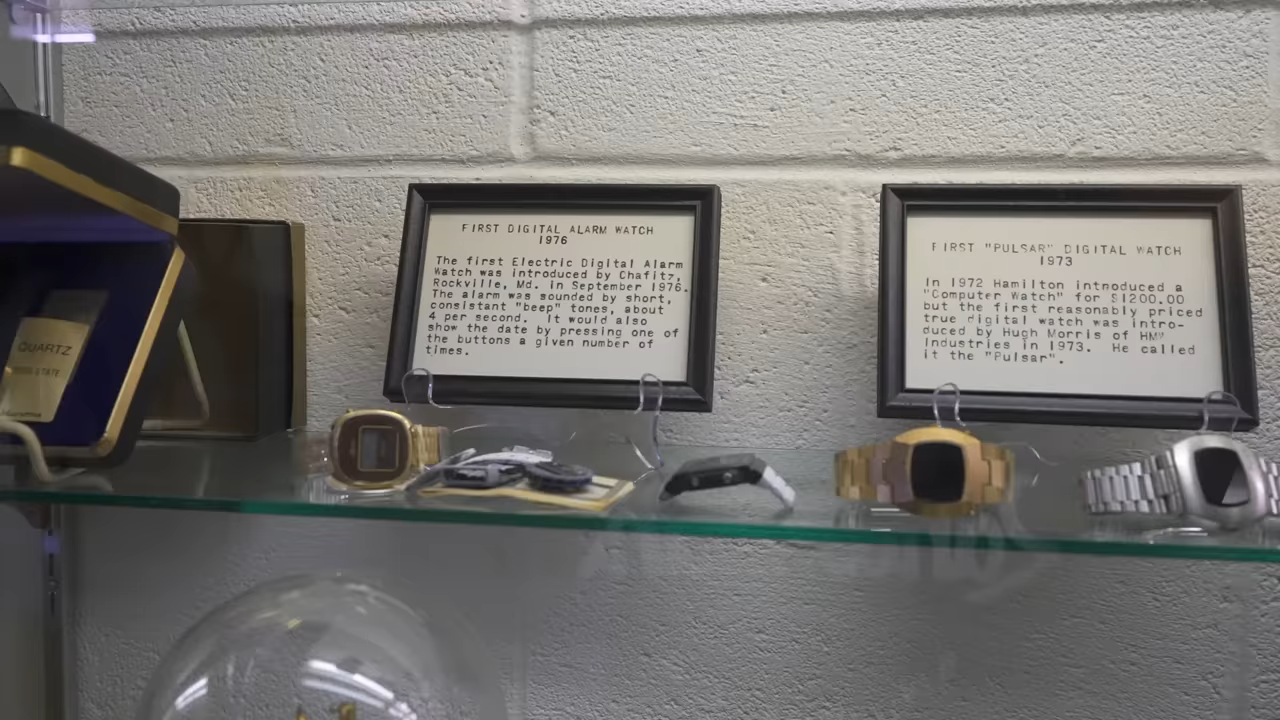 QUARTZ
FIRST DIGITAL ALARM WATCH
1976
The first Electric Digital Alarm
Watch was introduced by Chafitz,
Rockville, Md. in September 1976.
The alarm was sounded by short,
consistant "beep" tones, about
4 per second. It would also
show the date by pressing one of
the buttons a given number of
times.
FIRST "PULSAR" DIGITAL WATCH
1973
In 1972 Hamilton introduced a
"Computer Watch" for $1200.00
but the first reasonably priced
true digital watch was intro-
duced by Hugh Morris of HMW
Industries in 1973. He called
it the "Pulsar".